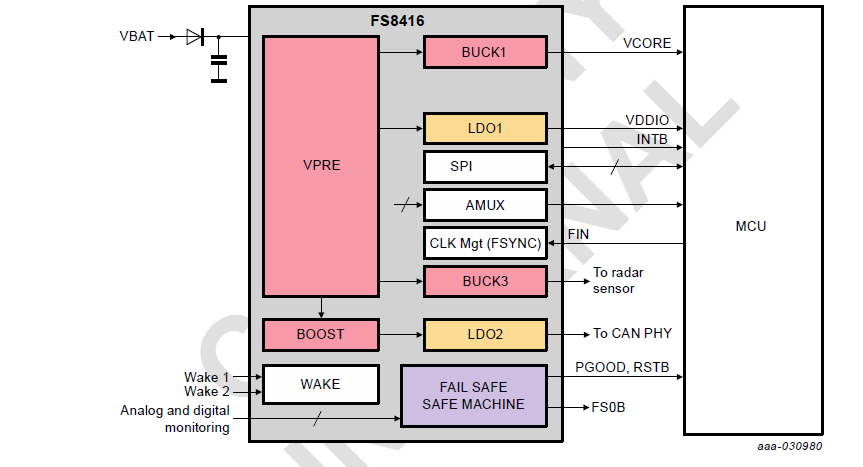 FS8416
VBAT
BUCK1
VCORE
LDO1
VDDIO
INTB
VPRE
SPI
AMUX
MCU
CLK Mgt (FSYNC)
FIN
BUCK3
To radar
sensor
BOOST
LDO2
To CAN PHY
Wake 1
Wake 2
WAKE
PGOOD, RSTB
FAIL SAFE
SAFE MACHINE
Analog and digital
monitoring
FS0B
aaa-030980